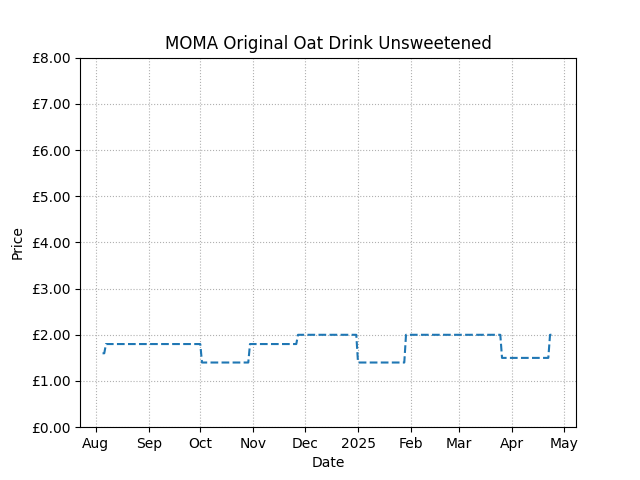 MOMA Original Oat Drink Unsweetened
£8.00
£7.00
£6.00
£5.00
£4.00
£3.00
£2.00
£1.00
£0.00
Price
Aug Sep Oct Nov Dec 2025 Feb Mar Apr May
Date